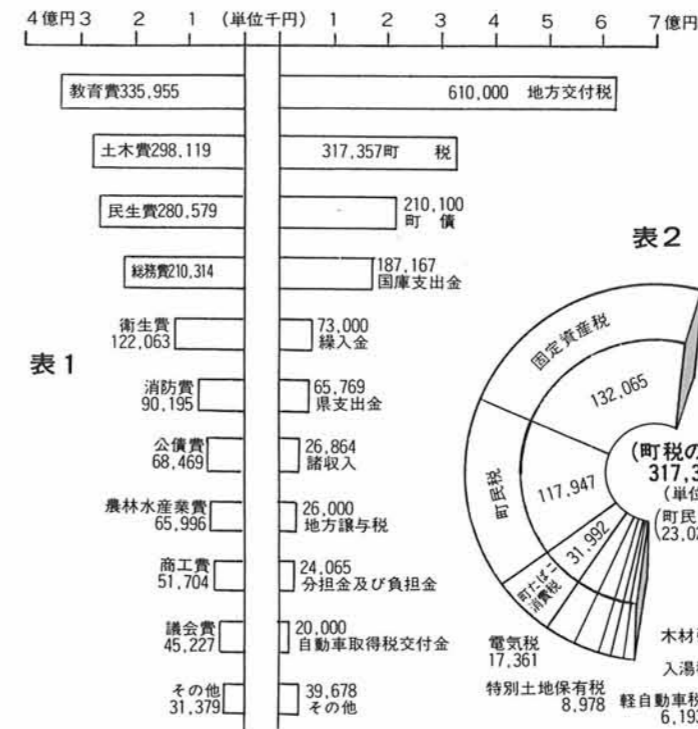 4億円 3 2 1 (単位千円) 1 2 3 4 5 6 7億円
教育費335,955
610,000 地方交付税
土木費298,119
317,357町 税
民生費280,579
210,100
町 債
総務費210,314
187,167
国庫支出金
衛生費
122,063
73,000
繰入金
消防費
90,195
65,769
県支出金
公債費
68,469
26,864
諸収入
農林水産業費
65,996
26,000
地方譲与税
商工費
51,704
24,065
分担金及び負担金
議会費
45,227
20,000
自動車取得税交付金
その他
31,379
39,678
その他
表1
表2
固定資産税
132,065
町民税
117,947
町たばこ
消費税
31,992
(町税の
317,3
(単位
(町民
(23,02
電気税
17,361
特別土地保有税
8,978
木材
入湯
軽自動車税
6,193